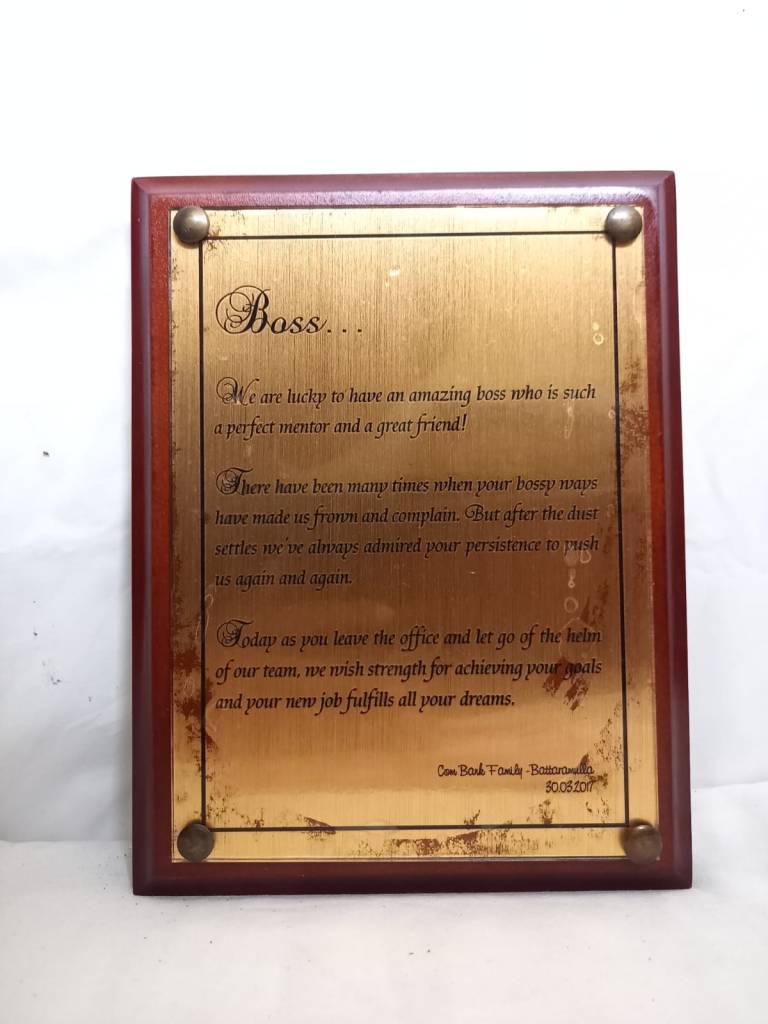 Boss...
We are lucky to have an amazing boss who is such
a perfect mentor and a great friend!
There have been many times when your bossy ways
have made us frown and complain. But after the dust
settles we've always admired your persistence to push
us again and again.
Today as you leave the office and let go of the helm
of our team, we wish strength for achieving your goals
and your new job fulfills all your dreams.
Com Bank Family -Battaramulla
30.03.2017